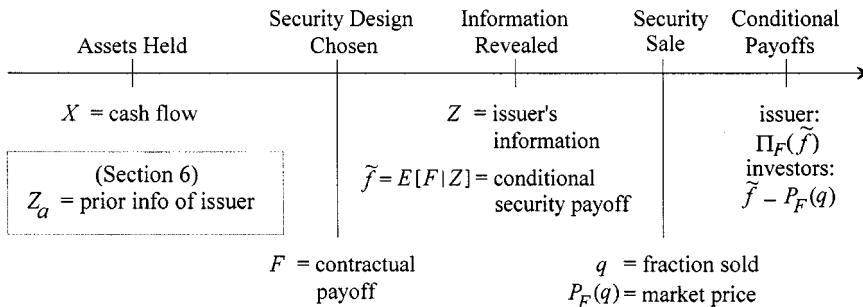 Assets Held
Security Design
Chosen
Information
Revealed
Security
Sale
Conditional
Payoffs
X = cash flow
(Section 6)
Z_a = prior info of issuer
F = contractual
payoff
Z = issuer's
information
f̃ = E[F|Z] = conditional
security payoff
q = fraction sold
P_F(q) = market price
issuer:
Π_F(f̃)
investors:
f̃ − P_F(q)